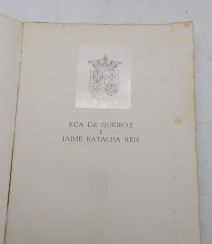 EÇA DE QUEIROZ
E
JAIME BATALHA REIS